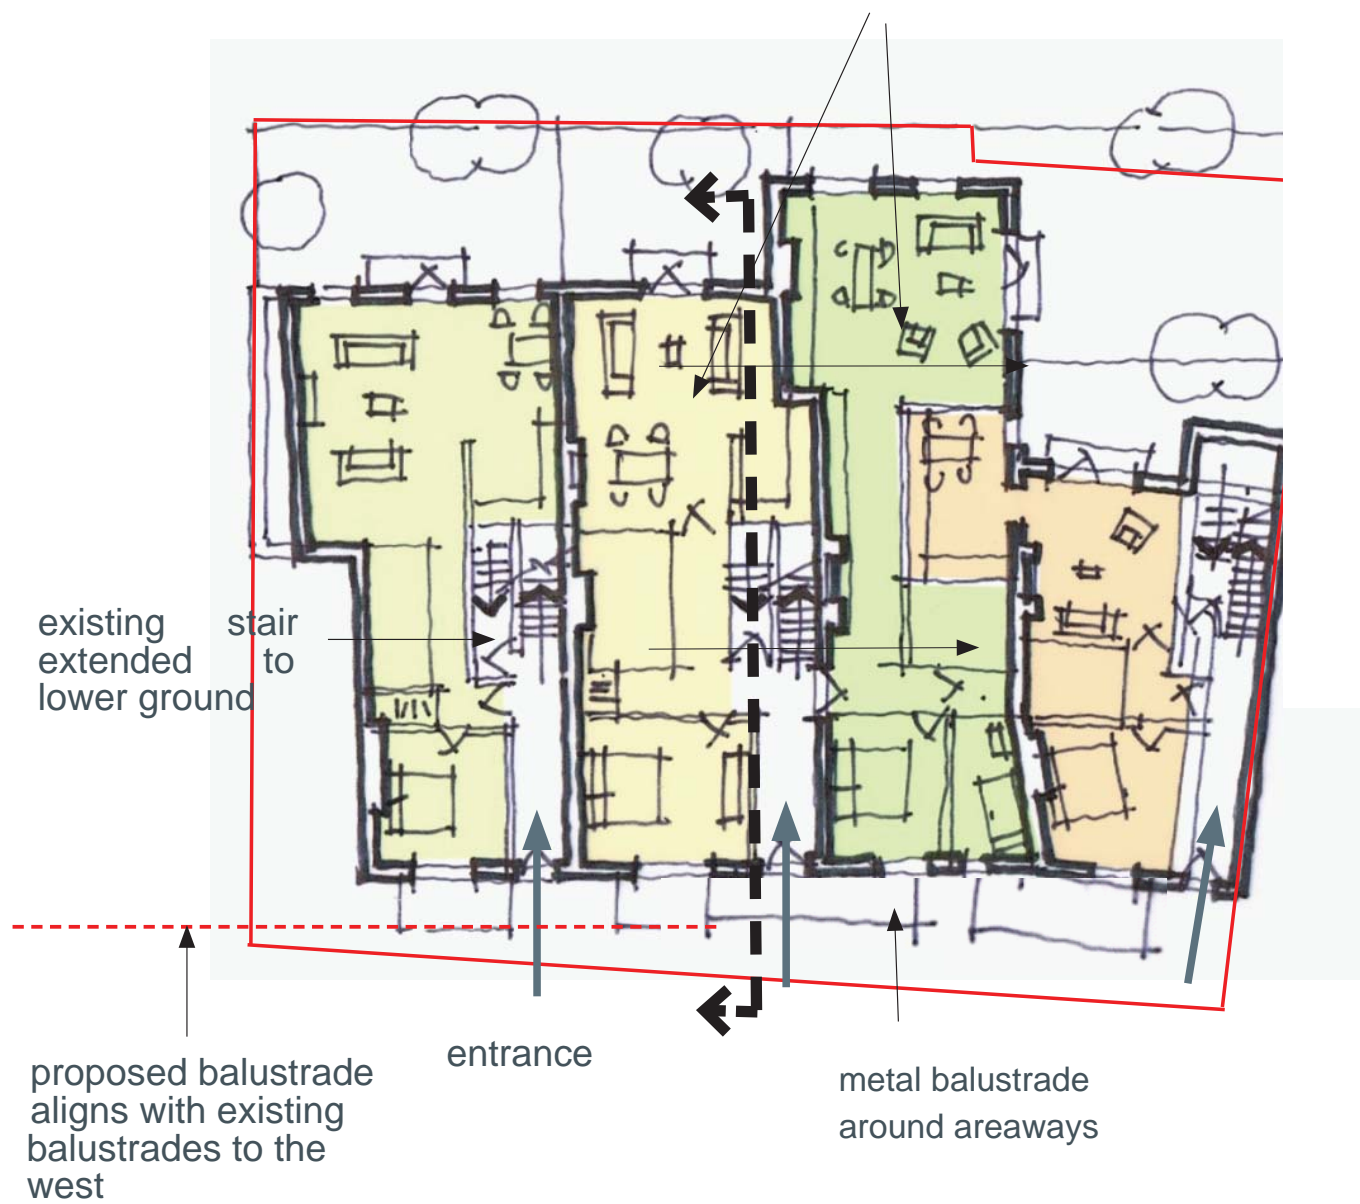 existing stair
extended to
lower ground
proposed balustrade
aligns with existing
balustrades to the
west
entrance
metal balustrade
around areaways